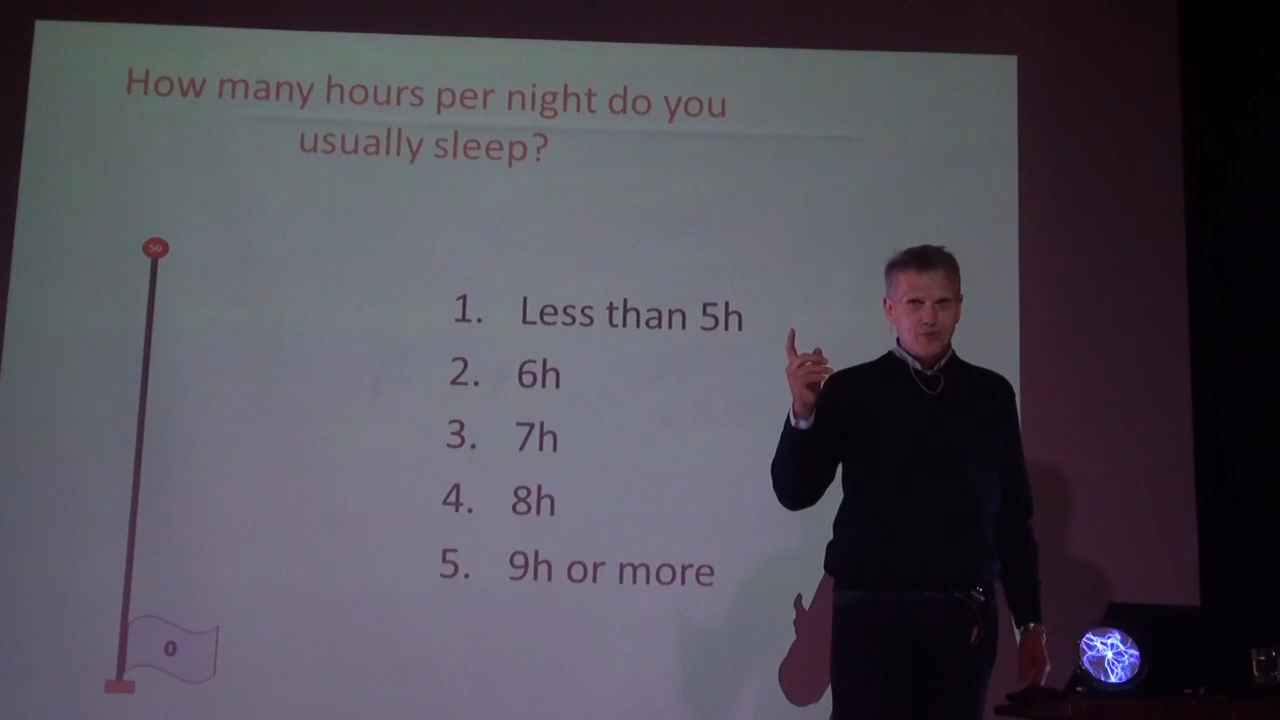 How many hours per night do you
usually sleep?
50
1. Less than 5h
2. 6h
3. 7h
4. 8h
5. 9h or more
0